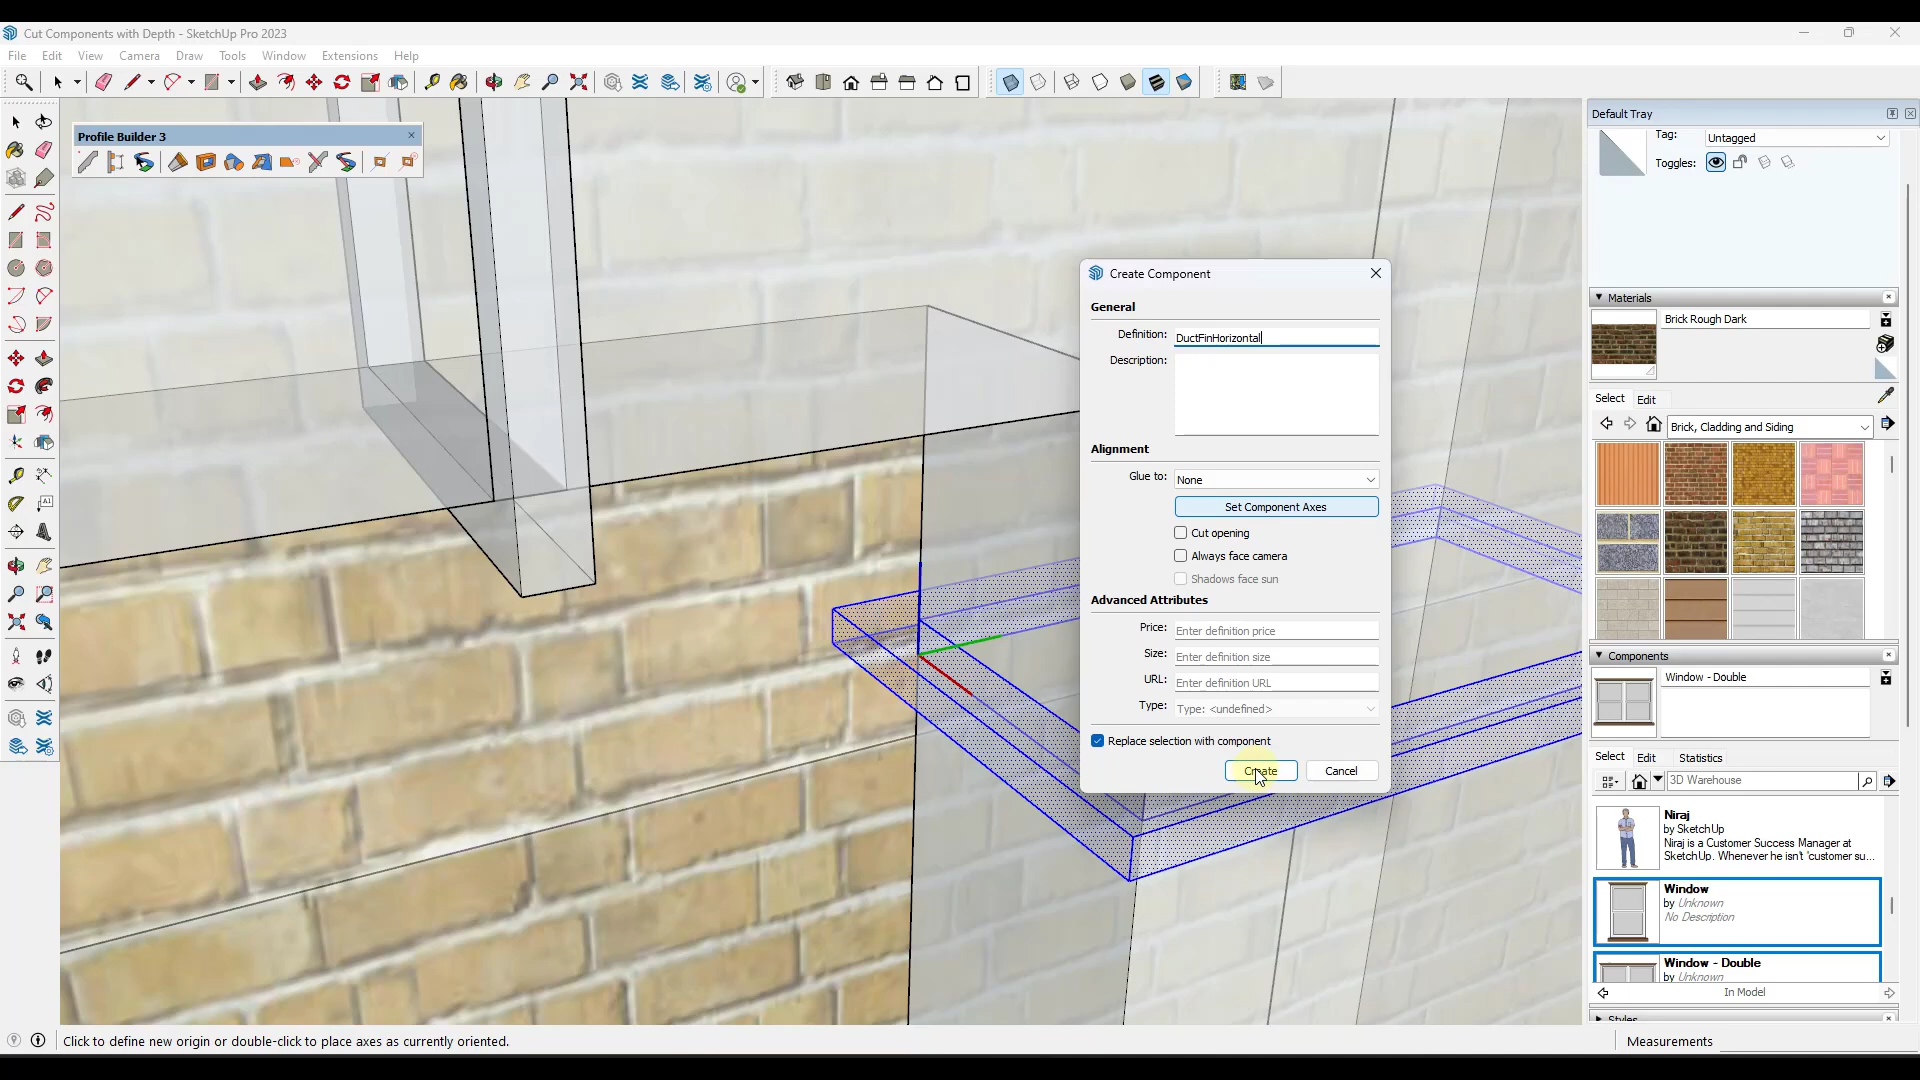 Cut Components with Depth - SketchUp Pro 2023
File Edit View Camera Draw Tools Window Extensions Help
Profile Builder 3
Default Tray
Tag: Untagged
Toggles:
Materials
Brick Rough Dark
Select Edit
Brick, Cladding and Siding
Components
Window - Double
Select Edit Statistics
3D Warehouse
Niraj
by SketchUp
Niraj is a Customer Success Manager at
SketchUp. Whenever he isn't 'customer su...
Window
by Unknown
No Description
Window - Double
by Unknown
In Model
Styles
Create Component
General
Definition: DuctFinHorizontal
Description:
Alignment
Glue to: None
Set Component Axes
Cut opening
Always face camera
Shadows face sun
Advanced Attributes
Price: Enter definition price
Size: Enter definition size
URL: Enter definition URL
Type: Type: <undefined>
Replace selection with component
Create Cancel
Click to define new origin or double-click to place axes as currently oriented.
Measurements